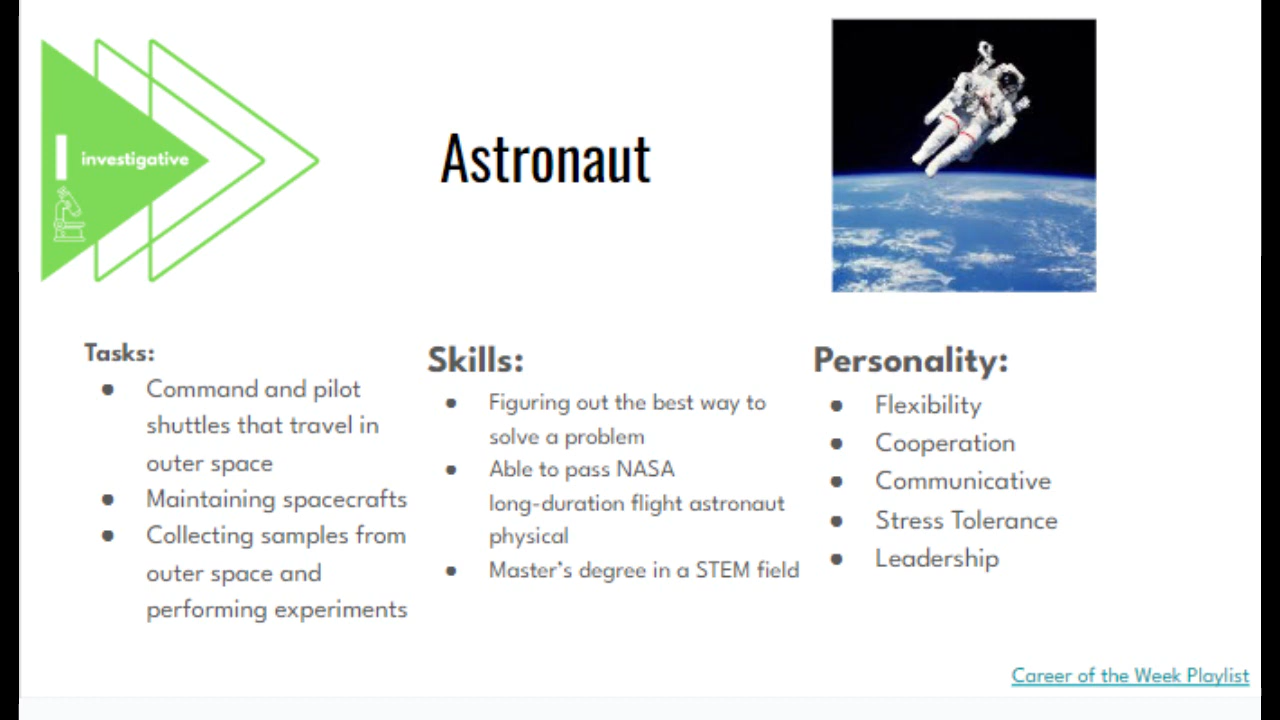 I investigative
Astronaut
Tasks:
● Command and pilot
shuttles that travel in
outer space
● Maintaining spacecrafts
● Collecting samples from
outer space and
performing experiments
Skills:
● Figuring out the best way to
solve a problem
● Able to pass NASA
long-duration flight astronaut
physical
● Master's degree in a STEM field
Personality:
● Flexibility
● Cooperation
● Communicative
● Stress Tolerance
● Leadership
Career of the Week Playlist